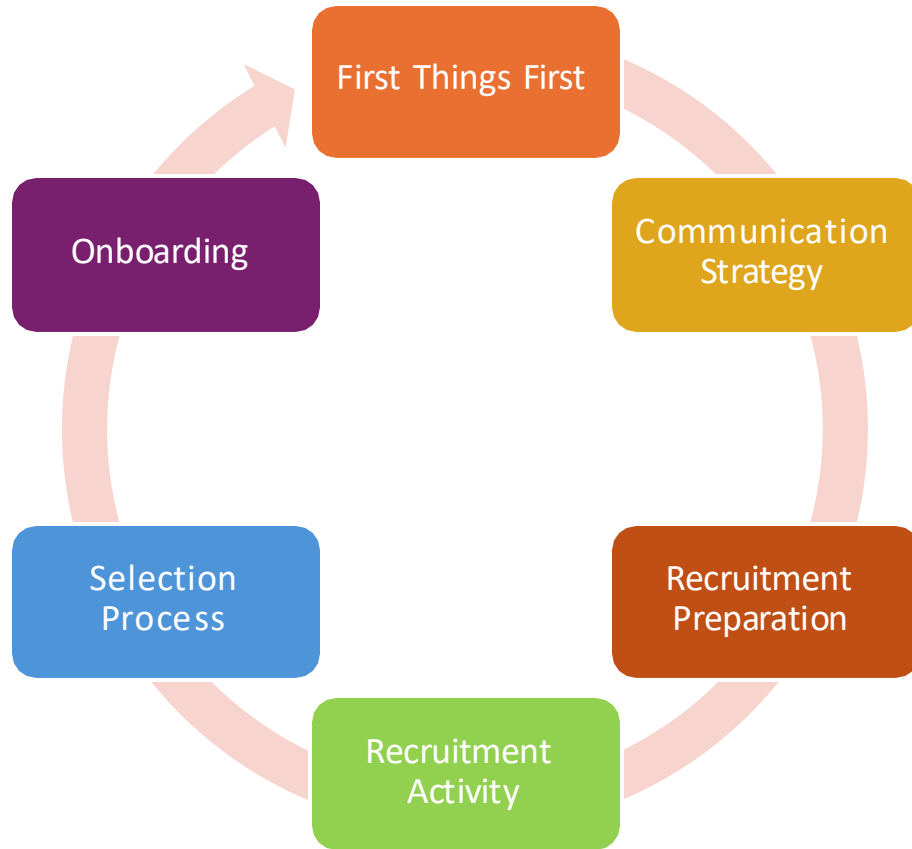 First Things First
Communication
Strategy
Recruitment
Preparation
Recruitment
Activity
Selection
Process
Onboarding